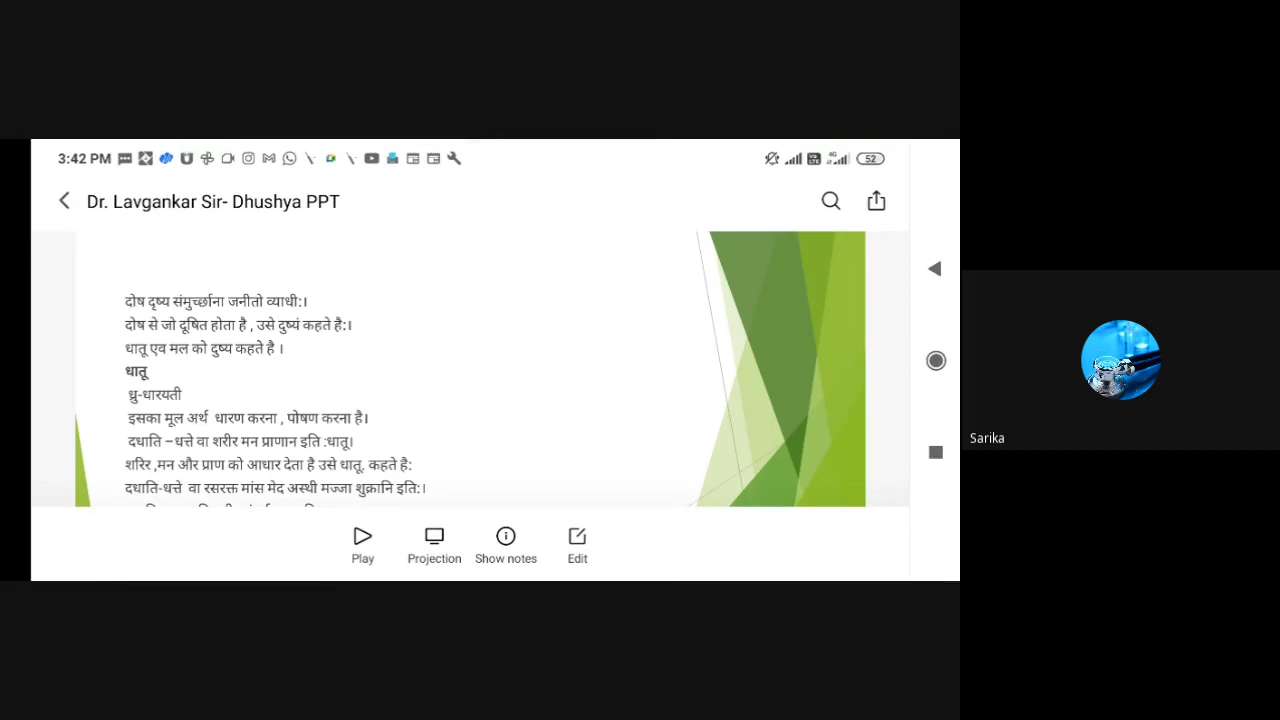 3:42 PM
52
Dr. Lavgankar Sir- Dhushya PPT
दोष दृष्य संमुर्च्छाना जनीतो व्याधी:।
दोष से जो दूषित होता है , उसे दुष्यं कहते है:।
धातू एव मल को दुष्य कहते है ।
धातू
ध्रु-धारयती
इसका मूल अर्थ धारण करना , पोषण करना है।
दधाति –धत्ते वा शरीर मन प्राणान इति :धातू।
शरिर ,मन और प्राण को आधार देता है उसे धातू. कहते है:
दधाति-धत्ते वा रसरक्त मांस मेद अस्थी मज्जा शुक्रानि इति:।
Play
Projection
Show notes
Edit
Sarika